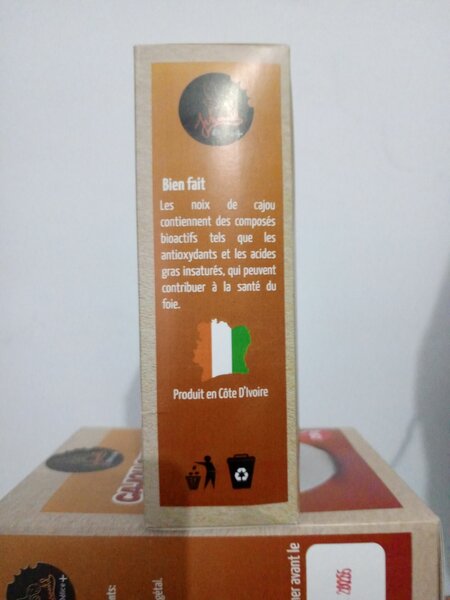 Bien fait
Les noix de cajou
contiennent des composés
bioactifs tels que les
antioxydants et les acides
gras insaturés, qui peuvent
contribuer à la santé du
foie.
Produit en Côte D'Ivoire